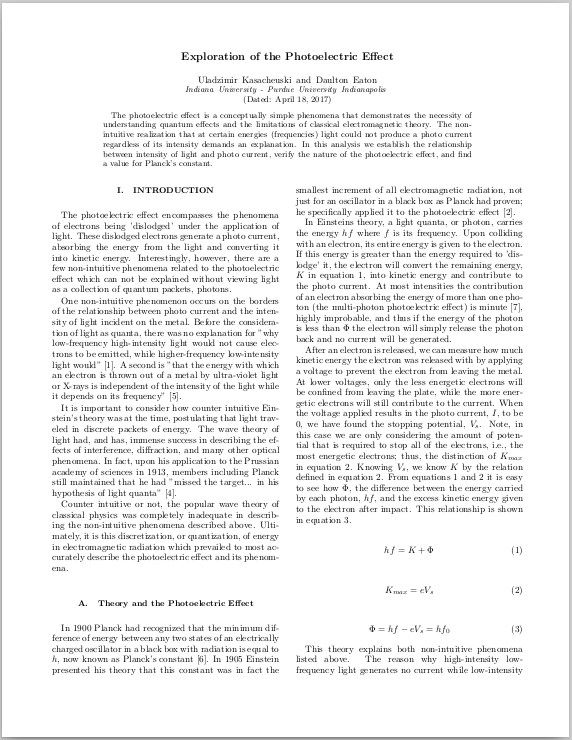 Exploration of the Photoelectric Effect
Uladzimir Kasacheuski and Daulton Eaton
Indiana University - Purdue University Indianapolis
(Dated: April 18, 2017)
The photoelectric effect is a conceptually simple phenomena that demonstrates the necessity of
understanding quantum effects and the limitations of classical electromagnetic theory. The non-
intuitive realization that at certain energies (frequencies) light could not produce a photo current
regardless of its intensity demands an explanation. In this analysis we establish the relationship
between intensity of light and photo current, verify the nature of the photoelectric effect, and find
a value for Planck's constant.
I. INTRODUCTION
The photoelectric effect encompasses the phenomena
of electrons being 'dislodged' under the application of
light. These dislodged electrons generate a photo current,
absorbing the energy from the light and converting it
into kinetic energy. Interestingly, however, there are a
few non-intuitive phenomena related to the photoelectric
effect which can not be explained without viewing light
as a collection of quantum packets, photons.
One non-intuitive phenomenon occurs on the borders
of the relationship between photo current and the inten-
sity of light incident on the metal. Before the considera-
tion of light as quanta, there was no explanation for "why
low-frequency high-intensity light would not cause elec-
trons to be emitted, while higher-frequency low-intensity
light would" [1]. A second is "that the energy with which
an electron is thrown out of a metal by ultra-violet light
or X-rays is independent of the intensity of the light while
it depends on its frequency" [5].
It is important to consider how counter intuitive Ein-
stein's theory was at the time, postulating that light trav-
eled in discrete packets of energy. The wave theory of
light had, and has, immense success in describing the ef-
fects of interference, diffraction, and many other optical
phenomena. In fact, upon his application to the Prussian
academy of sciences in 1913, members including Planck
still maintained that he had "missed the target... in his
hypothesis of light quanta" [4].
Counter intuitive or not, the popular wave theory of
classical physics was completely inadequate in describ-
ing the non-intuitive phenomena described above. Ulti-
mately, it is this discretization, or quantization, of energy
in electromagnetic radiation which prevailed to most ac-
curately describe the photoelectric effect and its phenom-
ena.
A. Theory and the Photoelectric Effect
In 1900 Planck had recognized that the minimum dif-
ference of energy between any two states of an electrically
charged oscillator in a black box with radiation is equal to
h, now known as Planck's constant [6]. In 1905 Einstein
presented his theory that this constant was in fact the
smallest increment of all electromagnetic radiation, not
just for an oscillator in a black box as Planck had proven;
he specifically applied it to the photoelectric effect [2].
In Einsteins theory, a light quanta, or photon, carries
the energy hf where f is its frequency. Upon colliding
with an electron, its entire energy is given to the electron.
If this energy is greater than the energy required to 'dis-
lodge' it, the electron will convert the remaining energy,
K in equation 1, into kinetic energy and contribute to
the photo current. At most intensities the contribution
of an electron absorbing the energy of more than one pho-
ton (the multi-photon photoelectric effect) is minute [7],
highly improbable, and thus if the energy of the photon
is less than Φ the electron will simply release the photon
back and no current will be generated.
After an electron is released, we can measure how much
kinetic energy the electron was released with by applying
a voltage to prevent the electron from leaving the metal.
At lower voltages, only the less energetic electrons will
be confined from leaving the plate, while the more ener-
getic electrons will still contribute to the current. When
the voltage applied results in the photo current, I, to be
0, we have found the stopping potential, Vs. Note, in
this case we are only considering the amount of poten-
tial that is required to stop all of the electrons, i.e., the
most energetic electrons; thus, the distinction of Kmax
in equation 2. Knowing Vs, we know K by the relation
defined in equation 2. From equations 1 and 2 it is easy
to see how Φ, the difference between the energy carried
by each photon, hf, and the excess kinetic energy given
to the electron after impact. This relationship is shown
in equation 3.
hf = K + Φ (1)
Kmax = eVs (2)
Φ = hf − eVs = hf0 (3)
This theory explains both non-intuitive phenomena
listed above. The reason why high-intensity low-
frequency light generates no current while low-intensity